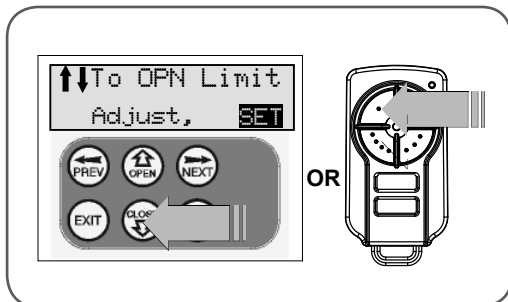 ↑↓To OPN Limit
Adjust, SET
PREV OPEN NEXT
OR
EXIT CLOSE